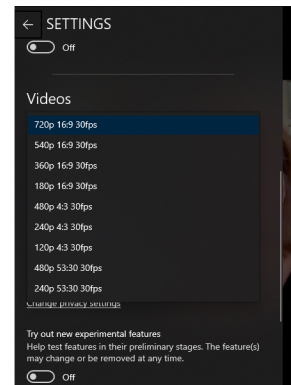 ← SETTINGS
Off
Videos
720p 16:9 30fps
540p 16:9 30fps
360p 16:9 30fps
180p 16:9 30fps
480p 4:3 30fps
240p 4:3 30fps
120p 4:3 30fps
480p 53:30 30fps
240p 53:30 30fps
Change privacy settings
Try out new experimental features
Help test features in their preliminary stages. The feature(s)
may change or be removed at any time.
Off